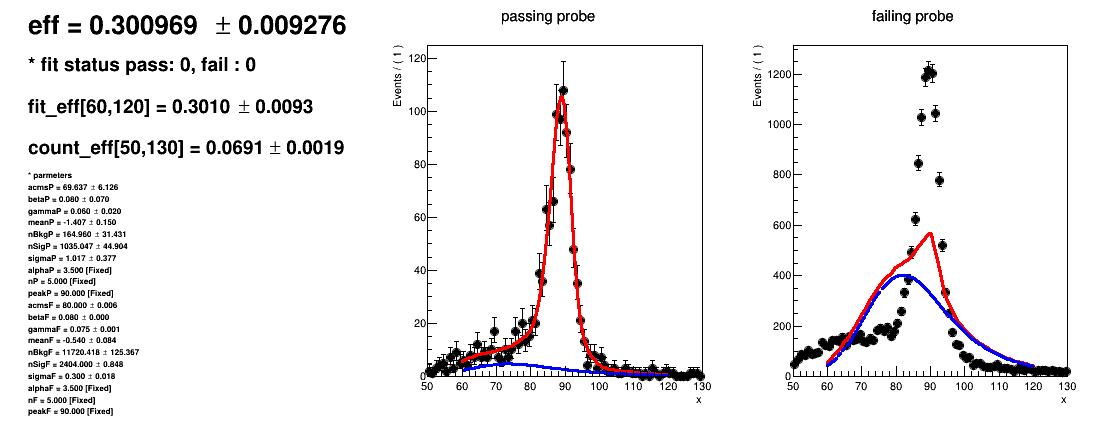 eff = 0.300969 ± 0.009276
* fit status pass: 0, fail : 0
fit_eff[60,120] = 0.3010 ± 0.0093
count_eff[50,130] = 0.0691 ± 0.0019
* parmeters
acmsP = 69.637 ± 6.126
betaP = 0.080 ± 0.070
gammaP = 0.060 ± 0.020
meanP = -1.407 ± 0.150
nBkgP = 164.960 ± 31.431
nSigP = 1035.047 ± 44.904
sigmaP = 1.017 ± 0.377
alphaP = 3.500 [Fixed]
nP = 5.000 [Fixed]
peakP = 90.000 [Fixed]
acmsF = 80.000 ± 0.006
betaF = 0.080 ± 0.000
gammaF = 0.075 ± 0.001
meanF = -0.540 ± 0.084
nBkgF = 11720.418 ± 125.367
nSigF = 2404.000 ± 0.848
sigmaF = 0.300 ± 0.018
alphaF = 3.500 [Fixed]
nF = 5.000 [Fixed]
peakF = 90.000 [Fixed]
passing probe
Events / ( 1 )
120
100
80
60
40
20
0
50 60 70 80 90 100 110 120 130
x
failing probe
Events / ( 1 )
1200
1000
800
600
400
200
0
50 60 70 80 90 100 110 120 130
x